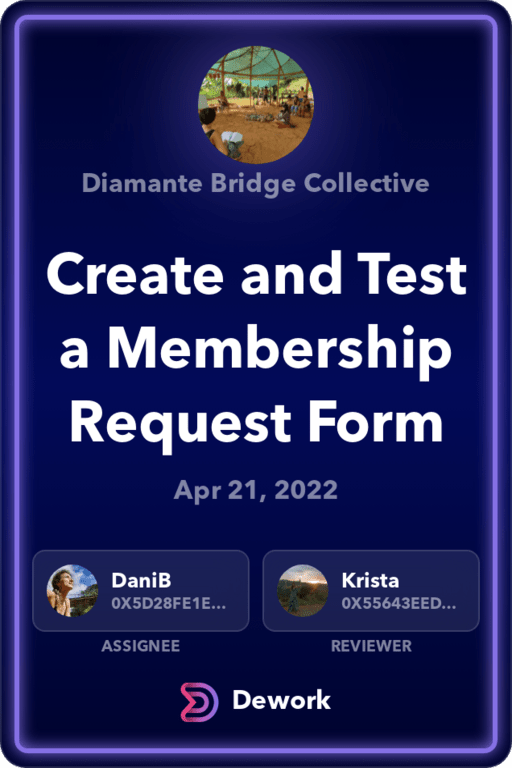 Diamante Bridge Collective
Create and Test
a Membership
Request Form
Apr 21, 2022
DaniB
0X5D28FE1E...
ASSIGNEE
Krista
0X55643EED...
REVIEWER
Dework